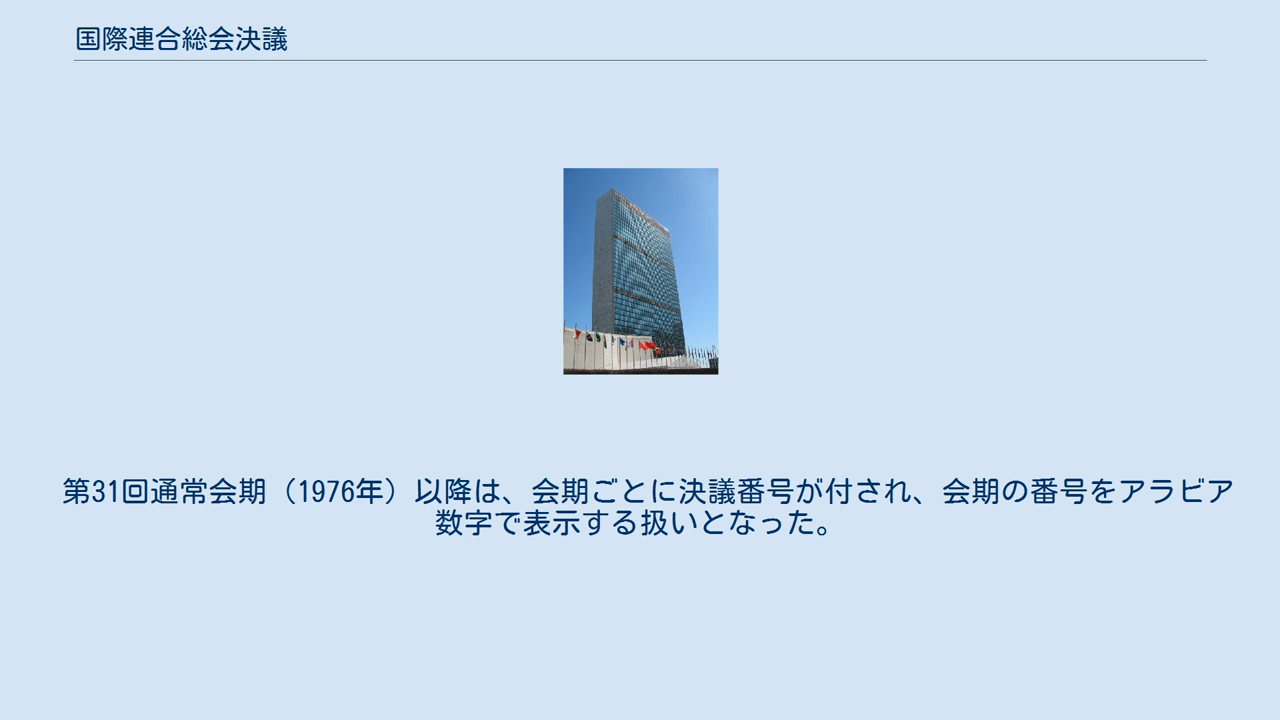 国際連合総会決議
第31回通常会期（1976年）以降は、会期ごとに決議番号が付され、会期の番号をアラビア
数字で表示する扱いとなった。